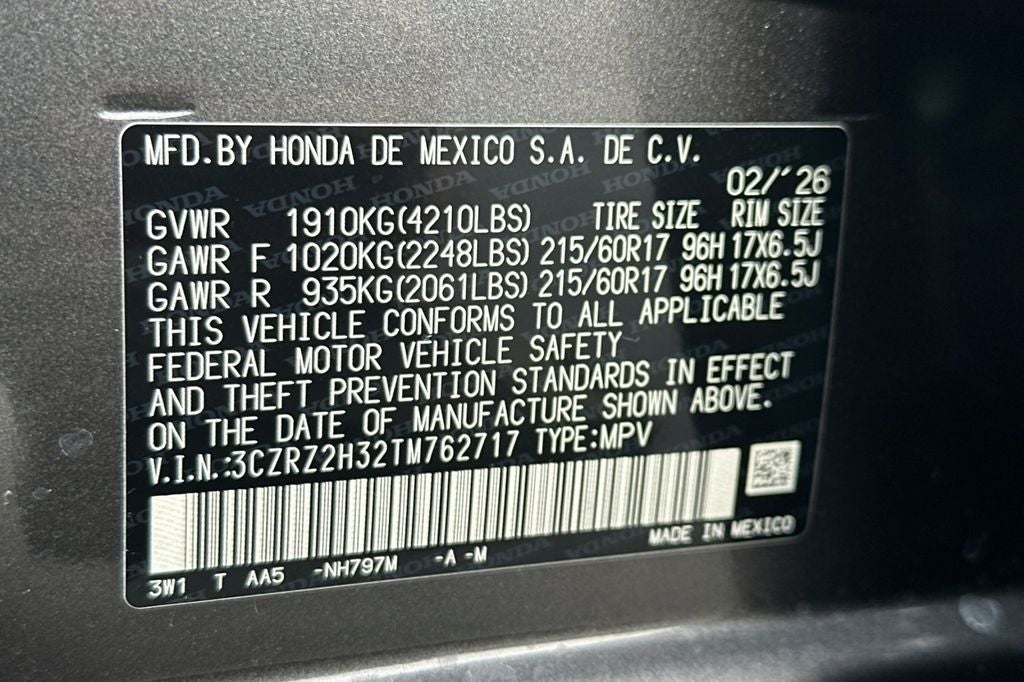 MFD.BY HONDA DE MEXICO S.A. DE C.V.
02/'26
GVWR 1910KG(4210LBS) TIRE SIZE RIM SIZE
GAWR F 1020KG(2248LBS) 215/60R17 96H 17X6.5J
GAWR R 935KG(2061LBS) 215/60R17 96H 17X6.5J
THIS VEHICLE CONFORMS TO ALL APPLICABLE
FEDERAL MOTOR VEHICLE SAFETY
AND THEFT PREVENTION STANDARDS IN EFFECT
ON THE DATE OF MANUFACTURE SHOWN ABOVE.
V.I.N.:3CZRZ2H32TM762717 TYPE:MPV
MADE IN MEXICO
3W1 T AA5 -NH797M -A -M